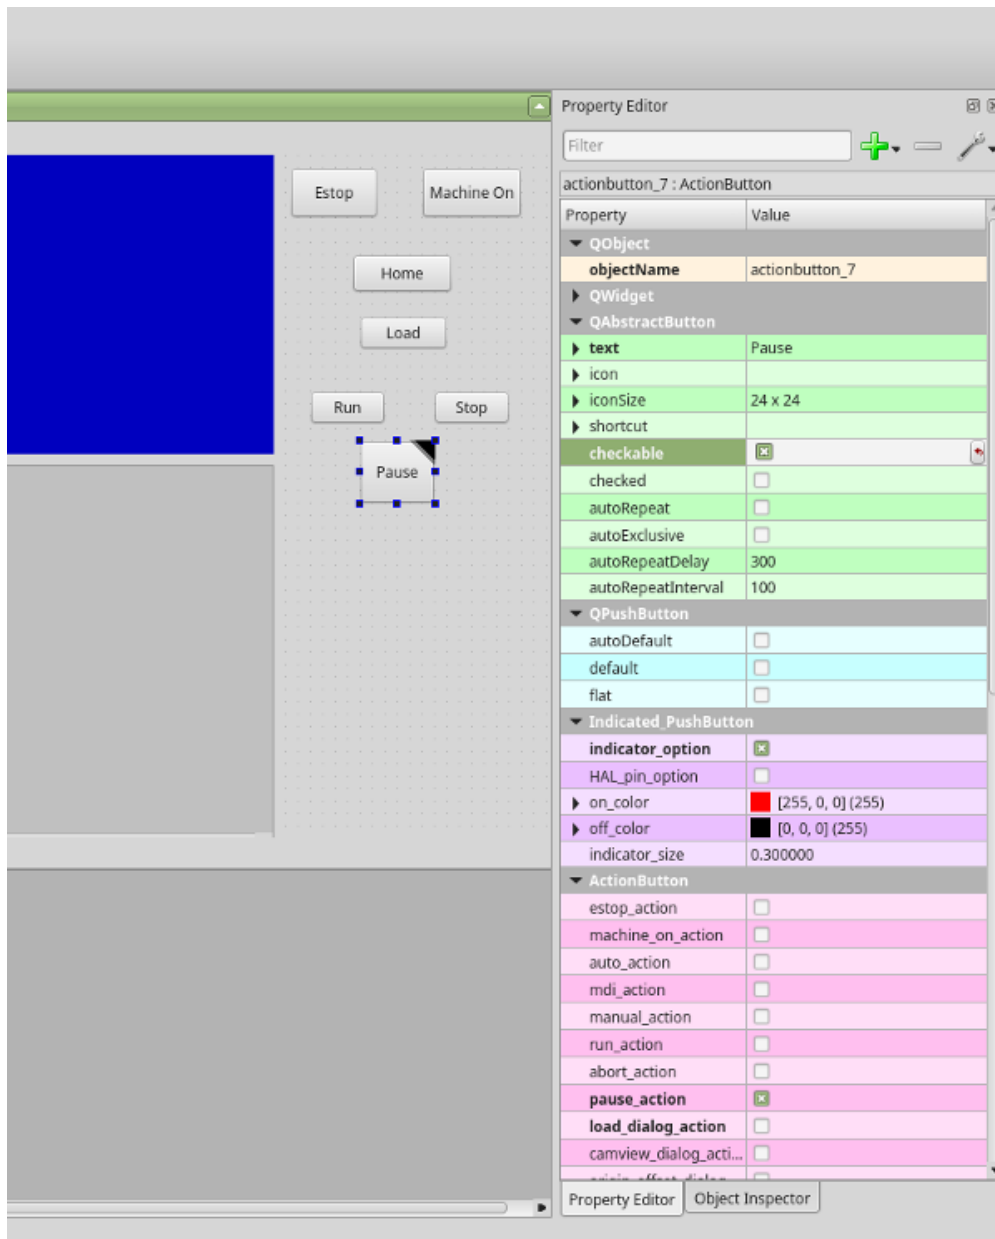 Property Editor
Filter
actionbutton_7 : ActionButton
Estop
Machine On
Home
Load
Run
Stop
Pause
Property Value
QObject
objectName actionbutton_7
QWidget
QAbstractButton
text Pause
icon
iconSize 24 x 24
shortcut
checkable
checked
autoRepeat
autoExclusive
autoRepeatDelay 300
autoRepeatInterval 100
QPushButton
autoDefault
default
flat
Indicated_PushButton
indicator_option
HAL_pin_option
on_color [255, 0, 0] (255)
off_color [0, 0, 0] (255)
indicator_size 0.300000
ActionButton
estop_action
machine_on_action
auto_action
mdi_action
manual_action
run_action
abort_action
pause_action
load_dialog_action
camview_dialog_acti...
Property Editor Object Inspector